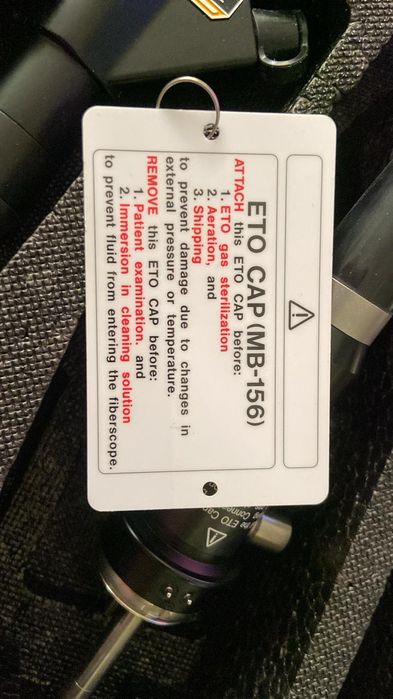 ⚠
ETO CAP (MB-156)
ATTACH this ETO CAP before:
1. ETO gas sterilization
2. Aeration, and
3. Shipping
to prevent damage due to changes in
external pressure or temperature.
REMOVE this ETO CAP before:
1. Patient examination, and
2. Immersion in cleaning solution
to prevent fluid from entering the fiberscope.
ETO Cap